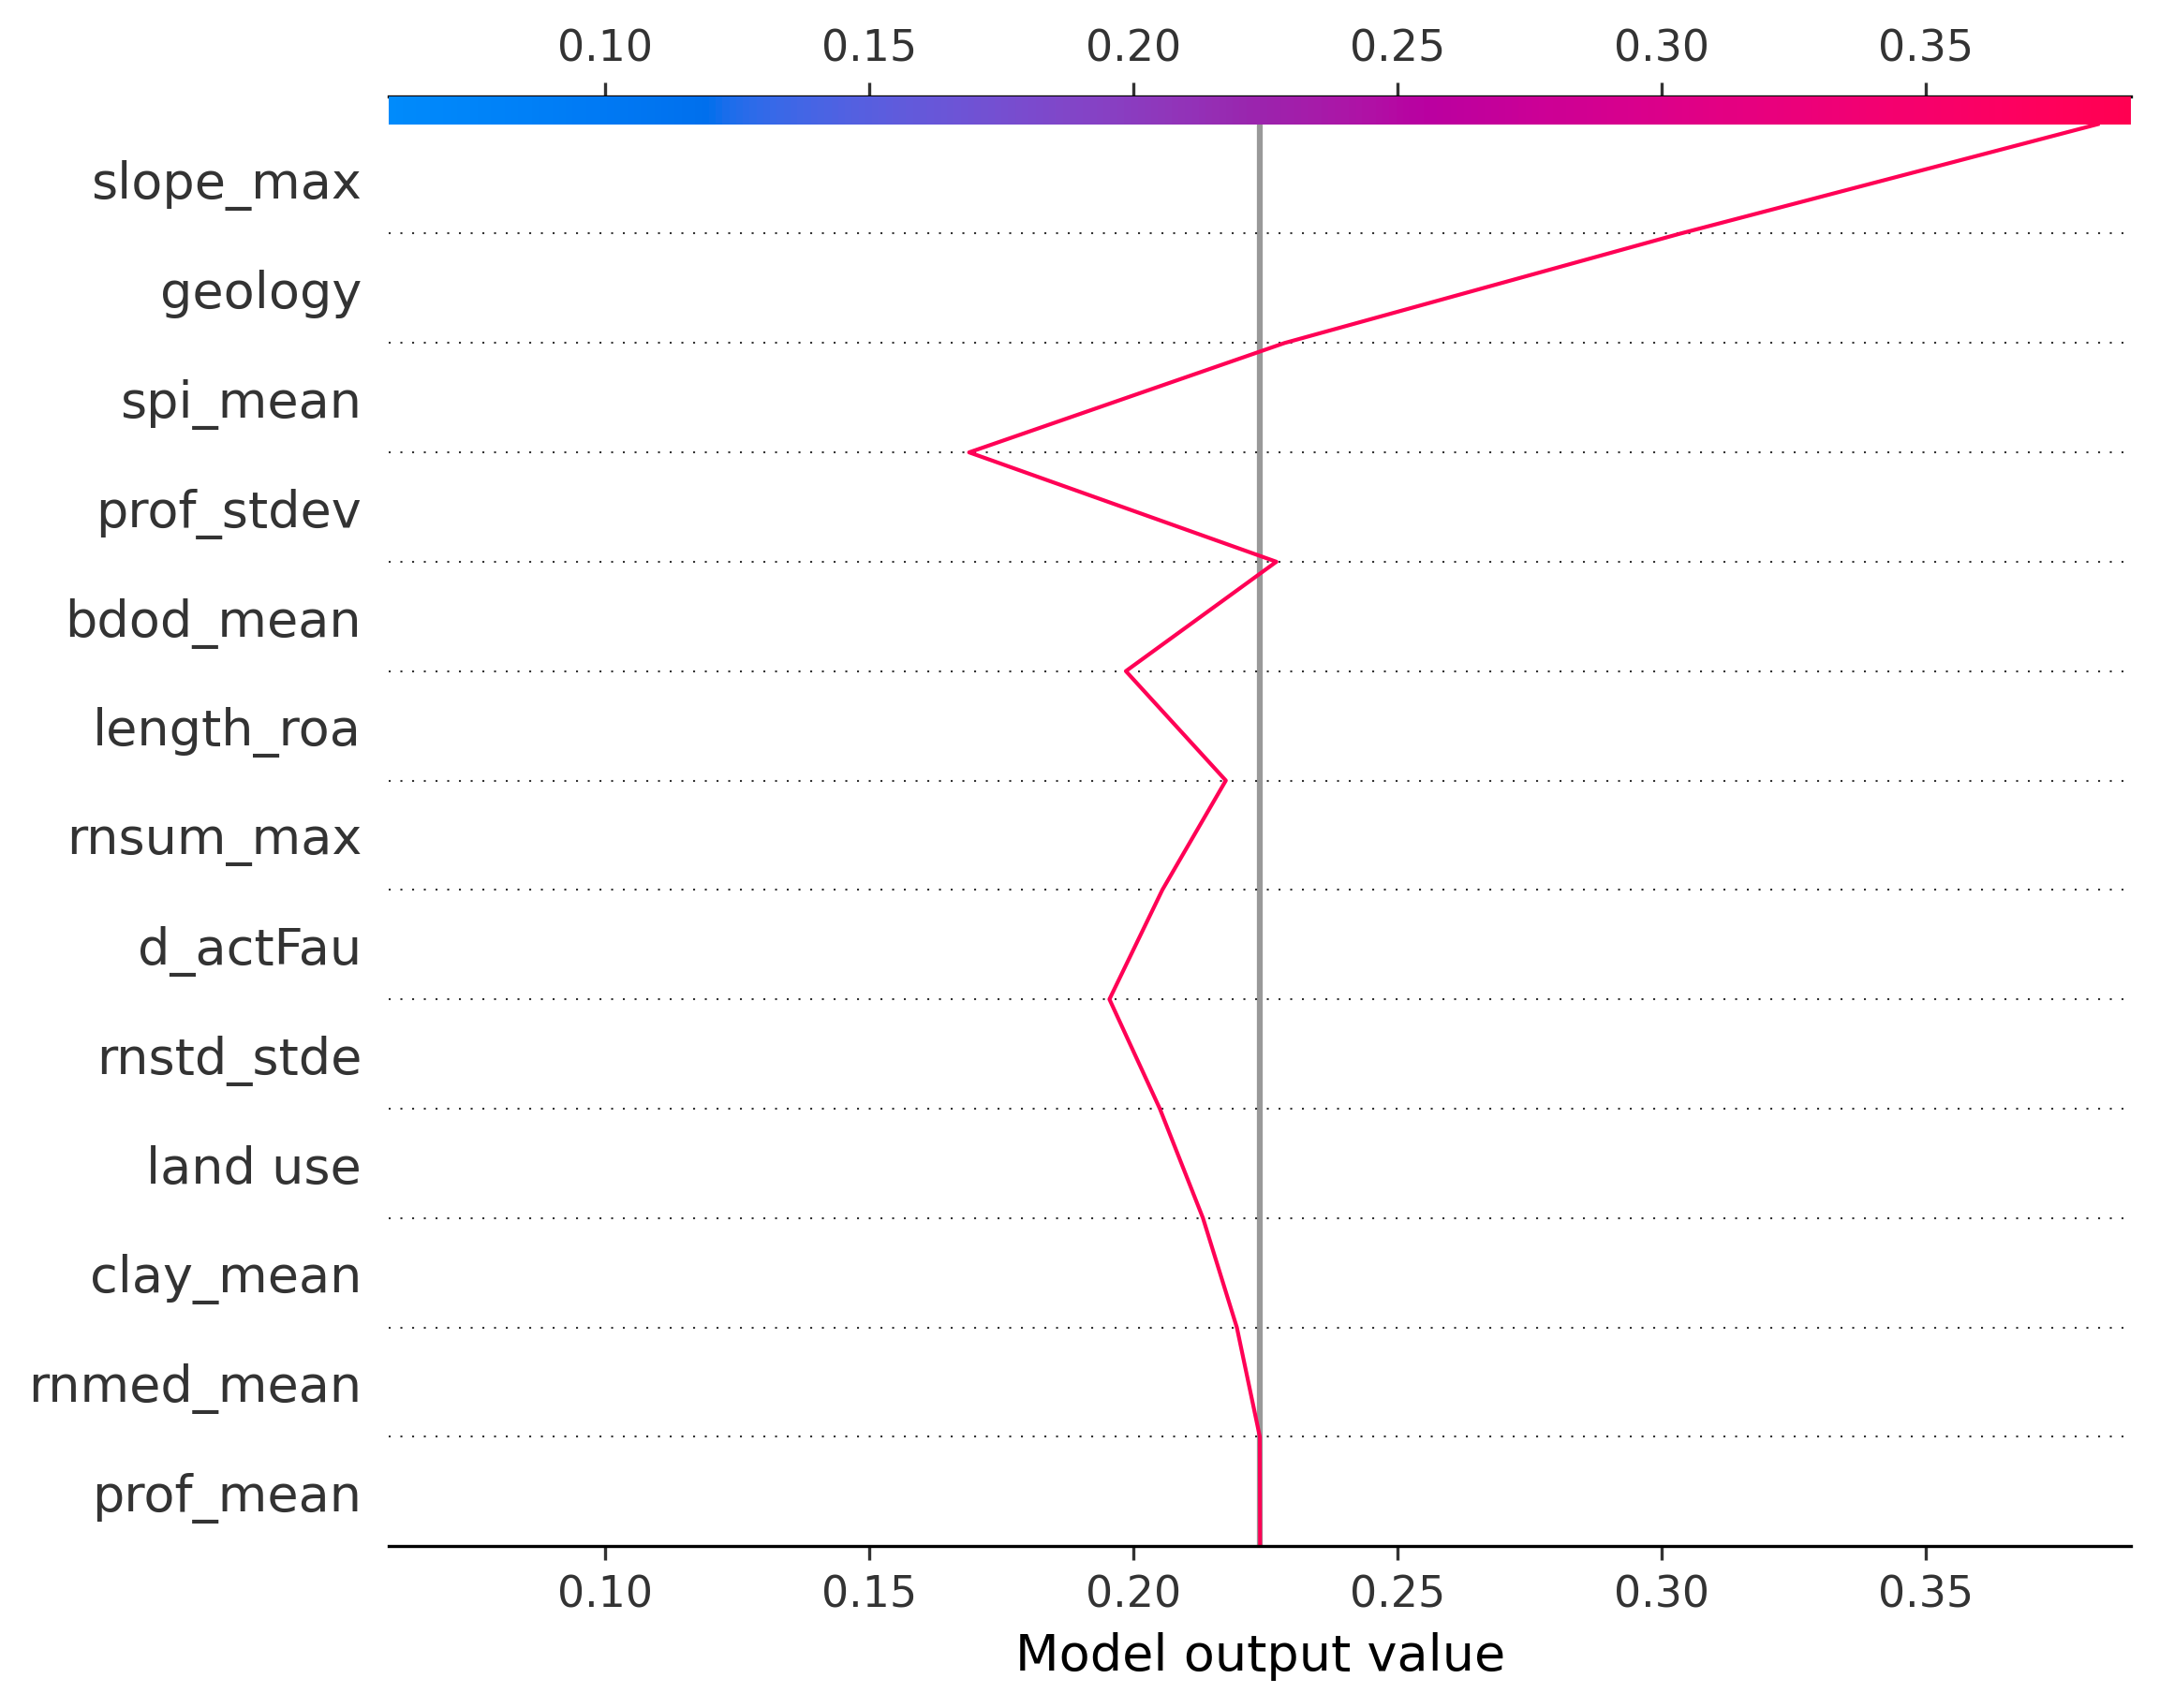 0.10 0.15 0.20 0.25 0.30 0.35
slope_max
geology
spi_mean
prof_stdev
bdod_mean
length_roa
rnsum_max
d_actFau
rnstd_stde
land use
clay_mean
rnmed_mean
prof_mean
0.10 0.15 0.20 0.25 0.30 0.35
Model output value